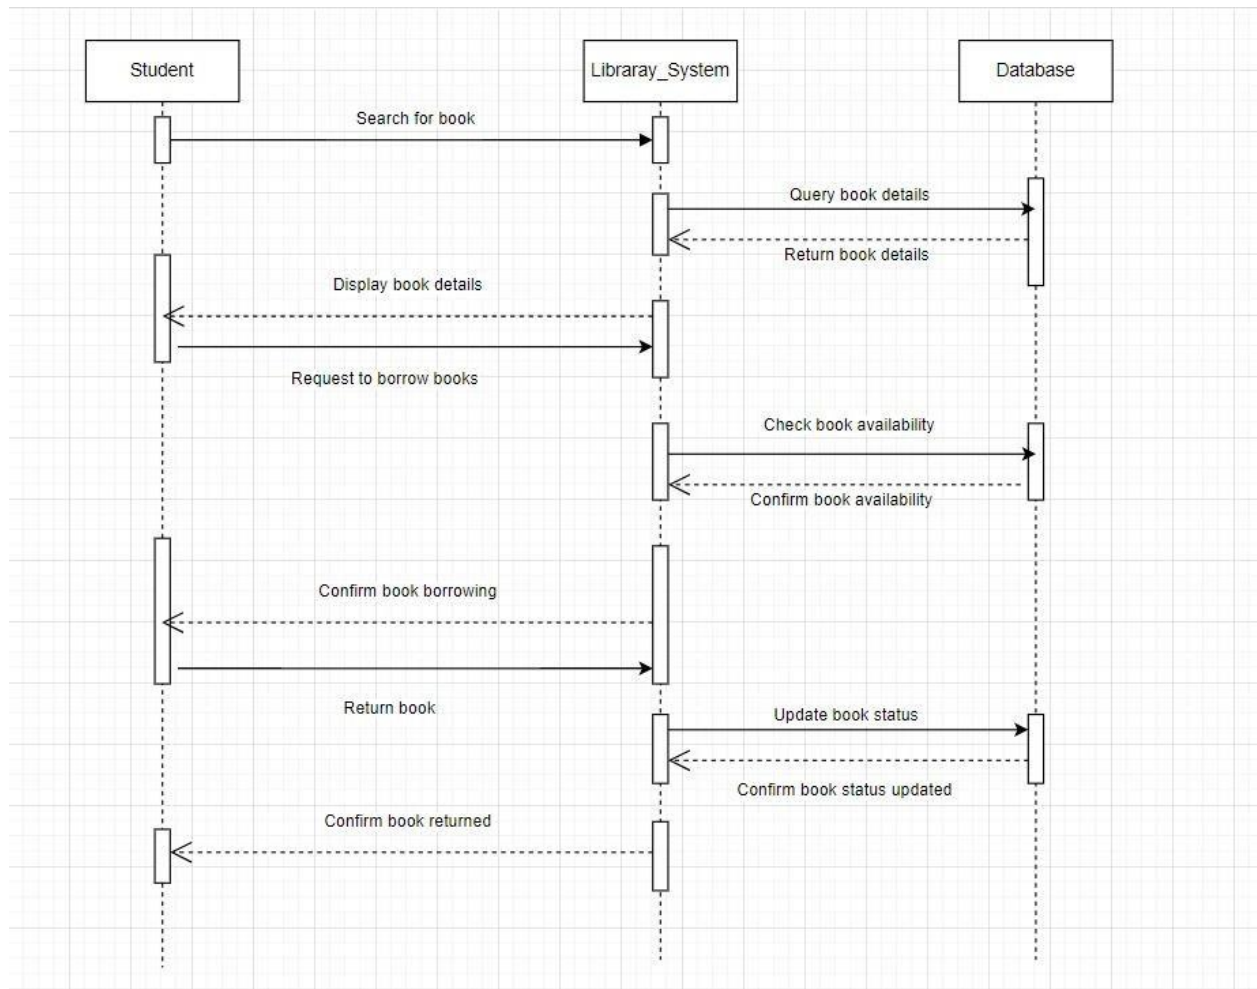 Student
Libraray_System
Database
Search for book
Query book details
Return book details
Display book details
Request to borrow books
Check book availability
Confirm book availability
Confirm book borrowing
Return book
Update book status
Confirm book status updated
Confirm book returned